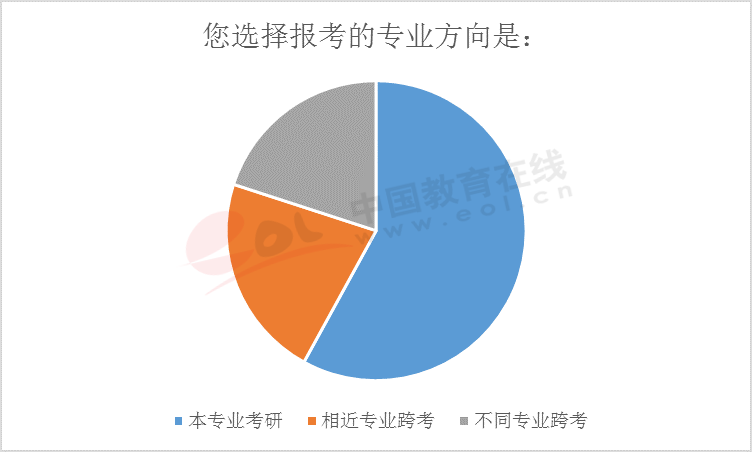 您选择报考的专业方向是：
eol 中国教育在线
www.eol.cn
本专业考研 相近专业跨考 不同专业跨考